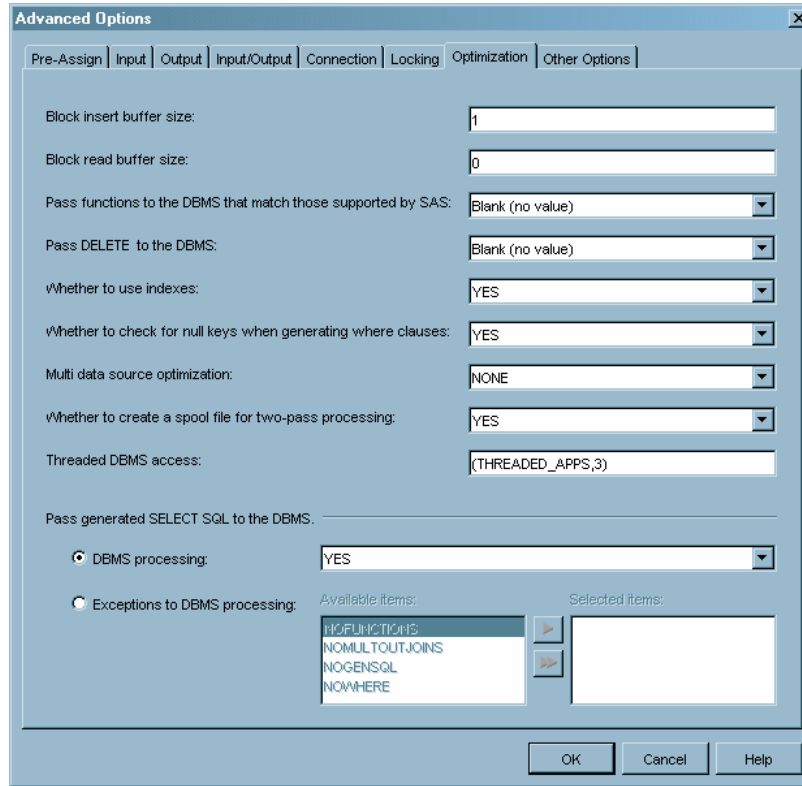 Advanced Options
Pre-Assign Input Output Input/Output Connection Locking Optimization Other Options
Block insert buffer size: 1
Block read buffer size: 0
Pass functions to the DBMS that match those supported by SAS: Blank (no value)
Pass DELETE to the DBMS: Blank (no value)
Whether to use indexes: YES
Whether to check for null keys when generating where clauses: YES
Multi data source optimization: NONE
Whether to create a spool file for two-pass processing: YES
Threaded DBMS access: (THREADED_APPS,3)
Pass generated SELECT SQL to the DBMS.
DBMS processing: YES
Exceptions to DBMS processing: Available items: Selected items:
NOFUNCTIONS
NOMULTOUTJOINS
NOGENSQL
NOWHERE
OK Cancel Help